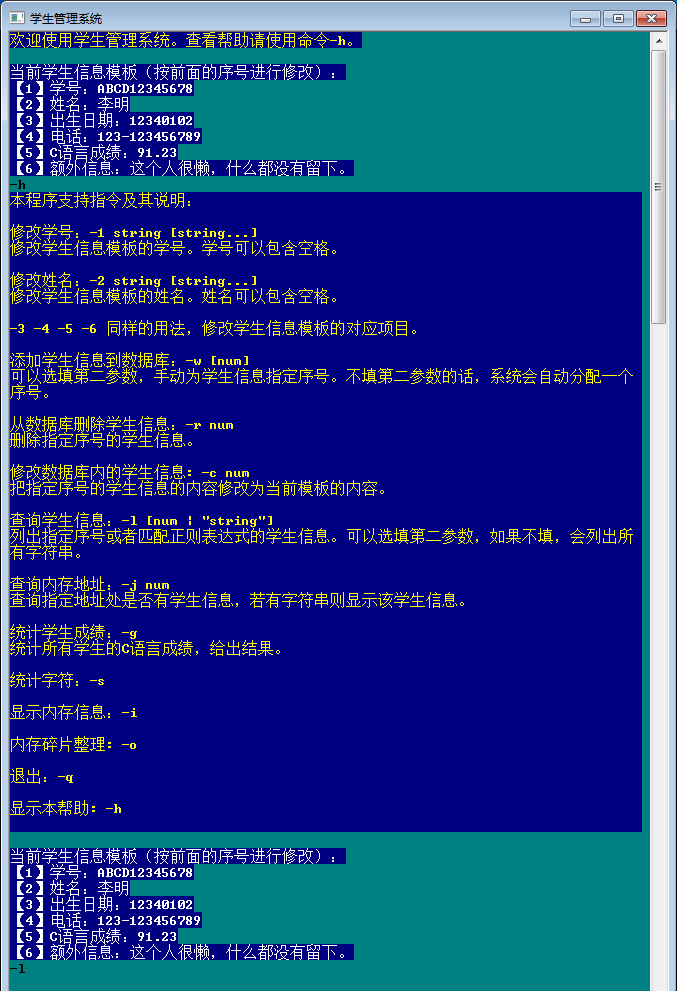 学生管理系统
欢迎使用学生管理系统。查看帮助请使用命令-h。
当前学生信息模板（按前面的序号进行修改）：
【1】学号：ABCD12345678
【2】姓名：李明
【3】出生日期：12340102
【4】电话：123-123456789
【5】C语言成绩：91.23
【6】额外信息：这个人很懒，什么都没有留下。
-h
本程序支持指令及其说明：
修改学号：-1 string [string...]
修改学生信息模板的学号。学号可以包含空格。
修改姓名：-2 string [string...]
修改学生信息模板的姓名。姓名可以包含空格。
-3 -4 -5 -6 同样的用法，修改学生信息模板的对应项目。
添加学生信息到数据库：-w [num]
可以选填第二参数，手动为学生信息指定序号。不填第二参数的话，系统会自动分配一个
序号。
从数据库删除学生信息：-r num
删除指定序号的学生信息。
修改数据库内的学生信息：-c num
把指定序号的学生信息的内容修改为当前模板的内容。
查询学生信息：-l [num | "string"]
列出指定序号或者匹配正则表达式的学生信息。可以选填第二参数，如果不填，会列出所
有字符串。
查询内存地址：-j num
查询指定地址处是否有学生信息，若有字符串则显示该学生信息。
统计学生成绩：-g
统计所有学生的C语言成绩，给出结果。
统计字符：-s
显示内存信息：-i
内存碎片整理：-o
退出：-q
显示本帮助：-h
当前学生信息模板（按前面的序号进行修改）：
【1】学号：ABCD12345678
【2】姓名：李明
【3】出生日期：12340102
【4】电话：123-123456789
【5】C语言成绩：91.23
【6】额外信息：这个人很懒，什么都没有留下。
-l